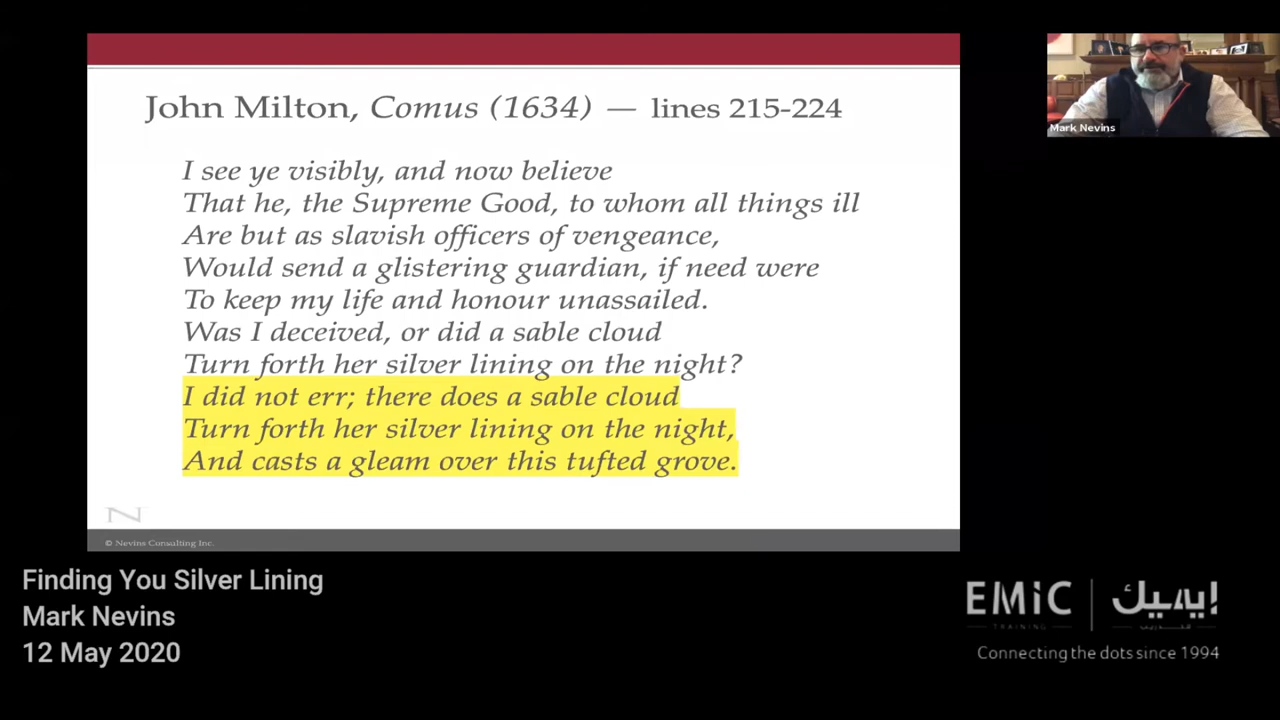 John Milton, Comus (1634) — lines 215-224
I see ye visibly, and now believe
That he, the Supreme Good, to whom all things ill
Are but as slavish officers of vengeance,
Would send a glistering guardian, if need were
To keep my life and honour unassailed.
Was I deceived, or did a sable cloud
Turn forth her silver lining on the night?
I did not err; there does a sable cloud
Turn forth her silver lining on the night,
And casts a gleam over this tufted grove.
N
© Nevins Consulting Inc.
Mark Nevins
Finding You Silver Lining
Mark Nevins
12 May 2020
EMiC | إيميك
TRAINING
Connecting the dots since 1994